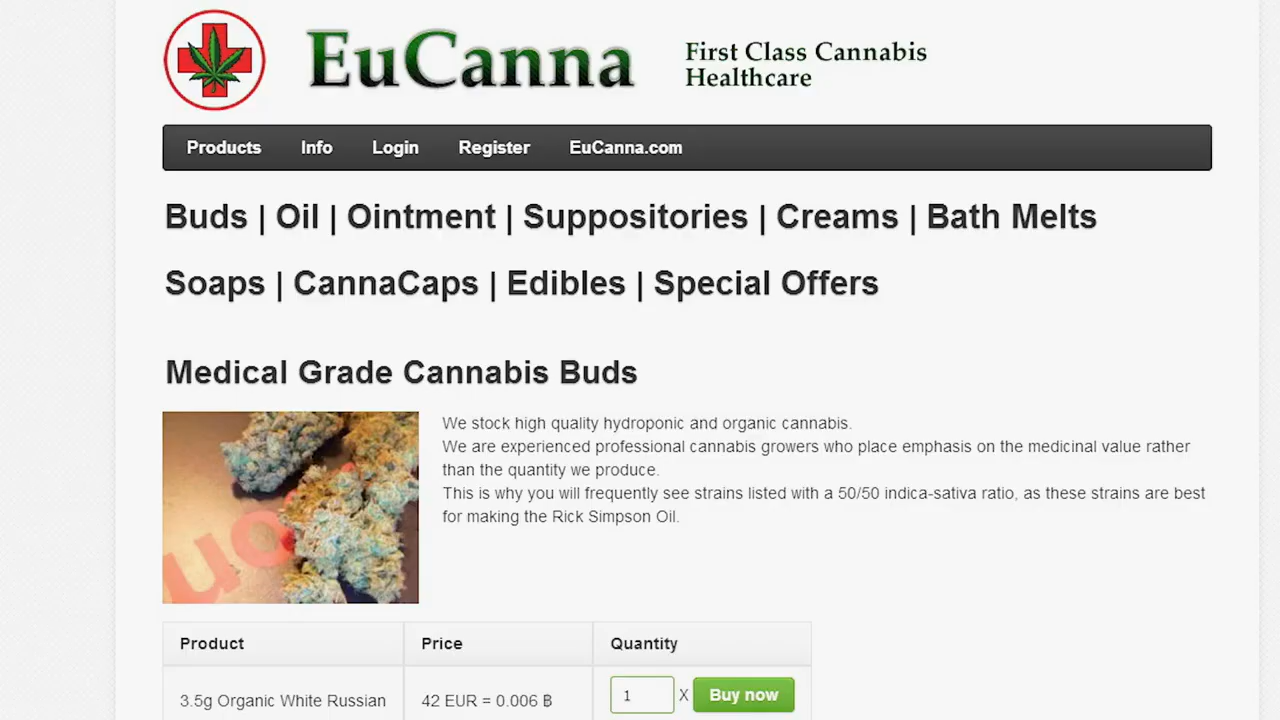 EuCanna
First Class Cannabis
Healthcare
Products Info Login Register EuCanna.com
Buds | Oil | Ointment | Suppositories | Creams | Bath Melts
Soaps | CannaCaps | Edibles | Special Offers
Medical Grade Cannabis Buds
We stock high quality hydroponic and organic cannabis.
We are experienced professional cannabis growers who place emphasis on the medicinal value rather
than the quantity we produce.
This is why you will frequently see strains listed with a 50/50 indica-sativa ratio, as these strains are best
for making the Rick Simpson Oil.
Product Price Quantity
3.5g Organic White Russian 42 EUR = 0.006 ฿ 1 X Buy now